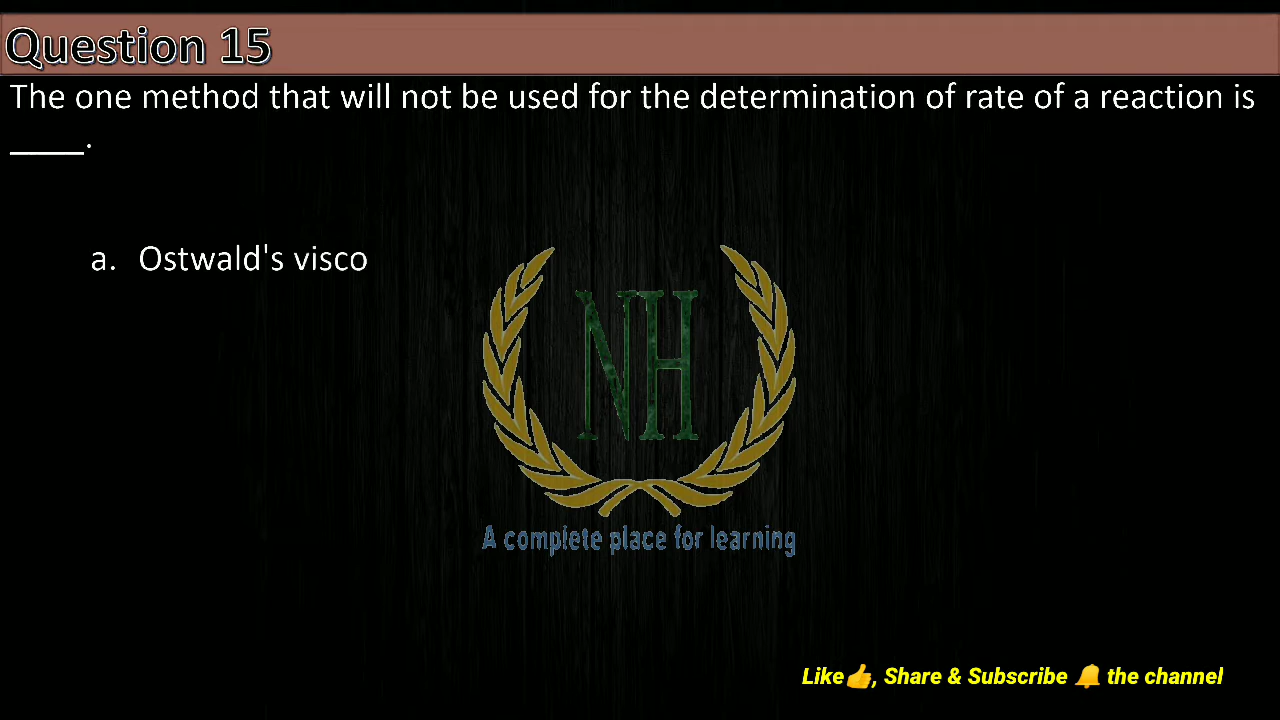 Question 15
The one method that will not be used for the determination of rate of a reaction is
____.
a. Ostwald's visco
NH
A complete place for learning
Like👍, Share & Subscribe 🔔 the channel